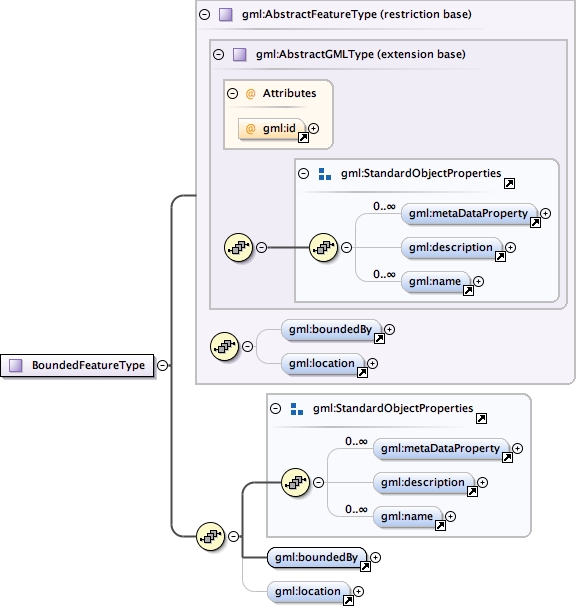 gml:AbstractFeatureType (restriction base)
gml:AbstractGMLType (extension base)
@ Attributes
@ gml:id
gml:StandardObjectProperties
0..∞
gml:metaDataProperty
gml:description
0..∞
gml:name
gml:boundedBy
gml:location
BoundedFeatureType
gml:StandardObjectProperties
0..∞
gml:metaDataProperty
gml:description
0..∞
gml:name
gml:boundedBy
gml:location